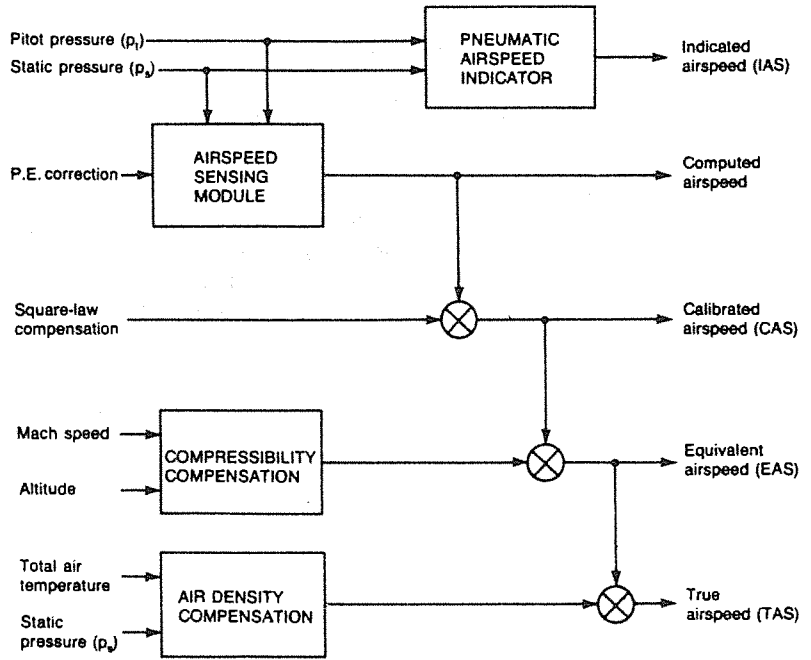 Pitot pressure (pt)
Static pressure (ps)
PNEUMATIC
AIRSPEED
INDICATOR
Indicated
airspeed (IAS)
P.E. correction
AIRSPEED
SENSING
MODULE
Computed
airspeed
Square-law
compensation
Calibrated
airspeed (CAS)
Mach speed
Altitude
COMPRESSIBILITY
COMPENSATION
Equivalent
airspeed (EAS)
Total air
temperature
Static
pressure (ps)
AIR DENSITY
COMPENSATION
True
airspeed (TAS)